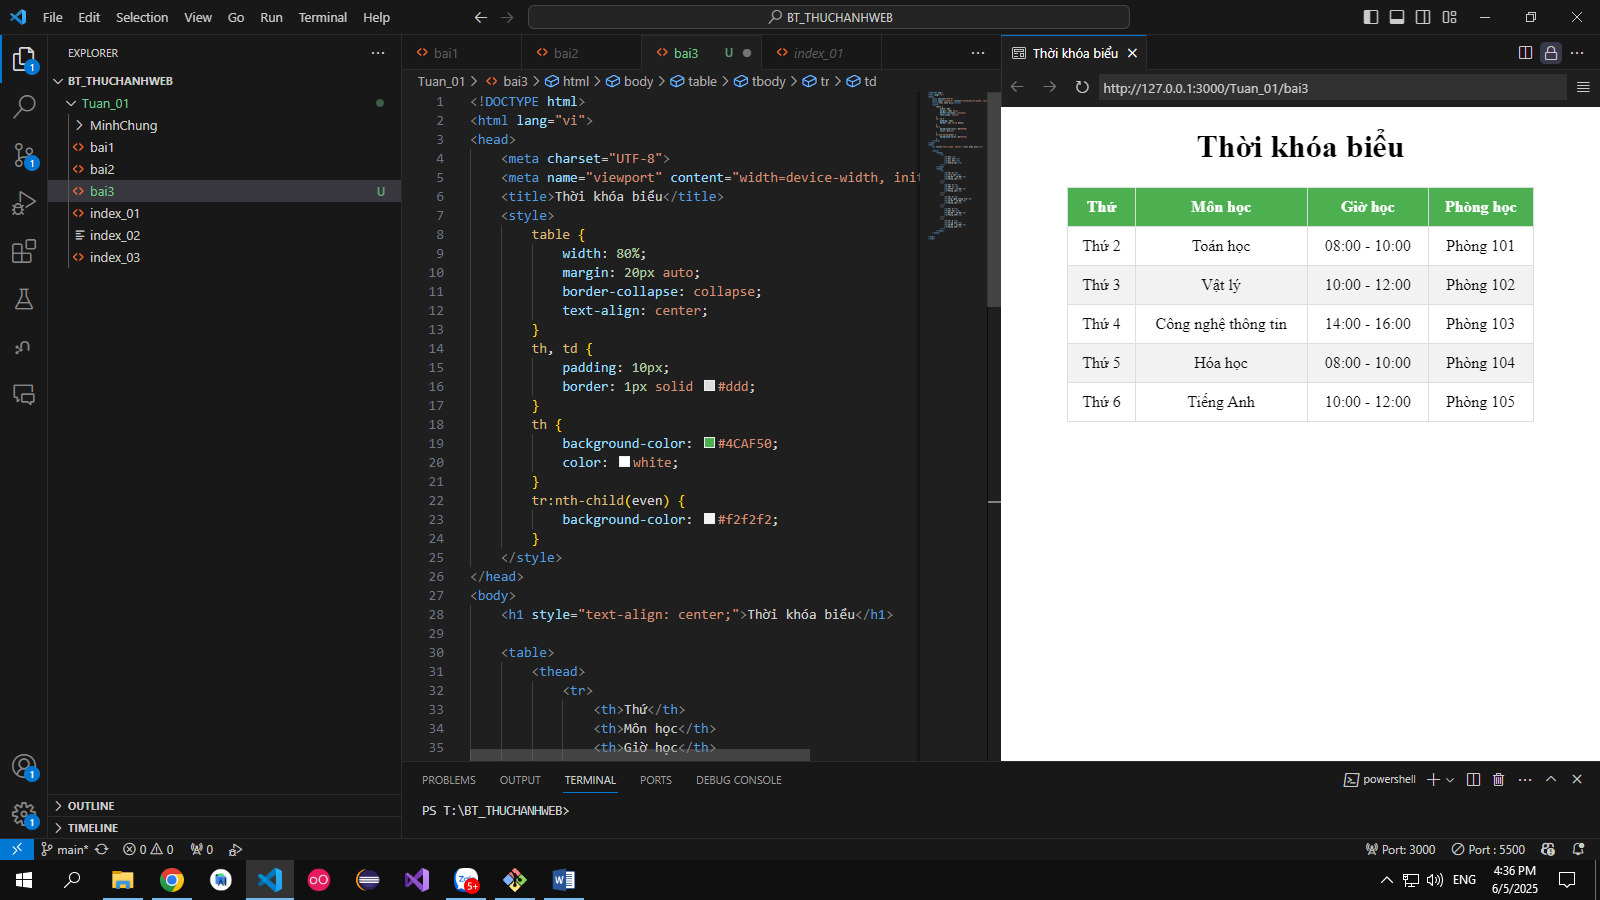 File Edit Selection View Go Run Terminal Help
BT_THUCHANHWEB
EXPLORER
BT_THUCHANHWEB
Tuan_01
MinhChung
bai1
bai2
bai3 U
index_01
index_02
index_03
OUTLINE
TIMELINE
bai1 bai2 bai3 U index_01
Tuan_01 > bai3 > html > body > table > tbody > tr > td
1 <!DOCTYPE html>
2 <html lang="vi">
3 <head>
4 <meta charset="UTF-8">
5 <meta name="viewport" content="width=device-width, init
6 <title>Thời khóa biểu</title>
7 <style>
8 table {
9 width: 80%;
10 margin: 20px auto;
11 border-collapse: collapse;
12 text-align: center;
13 }
14 th, td {
15 padding: 10px;
16 border: 1px solid #ddd;
17 }
18 th {
19 background-color: #4CAF50;
20 color: white;
21 }
22 tr:nth-child(even) {
23 background-color: #f2f2f2;
24 }
25 </style>
26 </head>
27 <body>
28 <h1 style="text-align: center;">Thời khóa biểu</h1>
29
30 <table>
31 <thead>
32 <tr>
33 <th>Thứ</th>
34 <th>Môn học</th>
35 <th>Giờ học</th>
Thời khóa biểu
http://127.0.0.1:3000/Tuan_01/bai3
Thời khóa biểu
Thứ Môn học Giờ học Phòng học
Thứ 2 Toán học 08:00 - 10:00 Phòng 101
Thứ 3 Vật lý 10:00 - 12:00 Phòng 102
Thứ 4 Công nghệ thông tin 14:00 - 16:00 Phòng 103
Thứ 5 Hóa học 08:00 - 10:00 Phòng 104
Thứ 6 Tiếng Anh 10:00 - 12:00 Phòng 105
PROBLEMS OUTPUT TERMINAL PORTS DEBUG CONSOLE
powershell
PS T:\BT_THUCHANHWEB>
main* 0 0 0
Port: 3000 Port : 5500
ENG
4:36 PM
6/5/2025